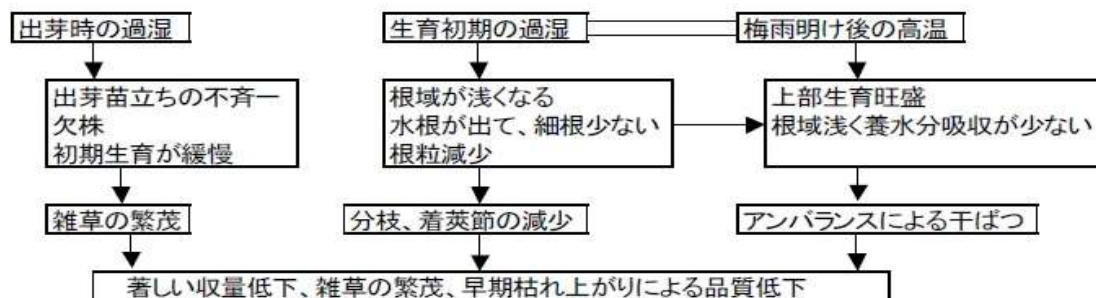 出芽時の過湿
生育初期の過湿
梅雨明け後の高温
出芽苗立ちの不斉一
欠株
初期生育が緩慢
根域が浅くなる
水根が出て、細根少ない
根粒減少
上部生育旺盛
根域浅く養水分吸収が少ない
雑草の繁茂
分枝、着莢節の減少
アンバランスによる干ばつ
著しい収量低下、雑草の繁茂、早期枯れ上がりによる品質低下